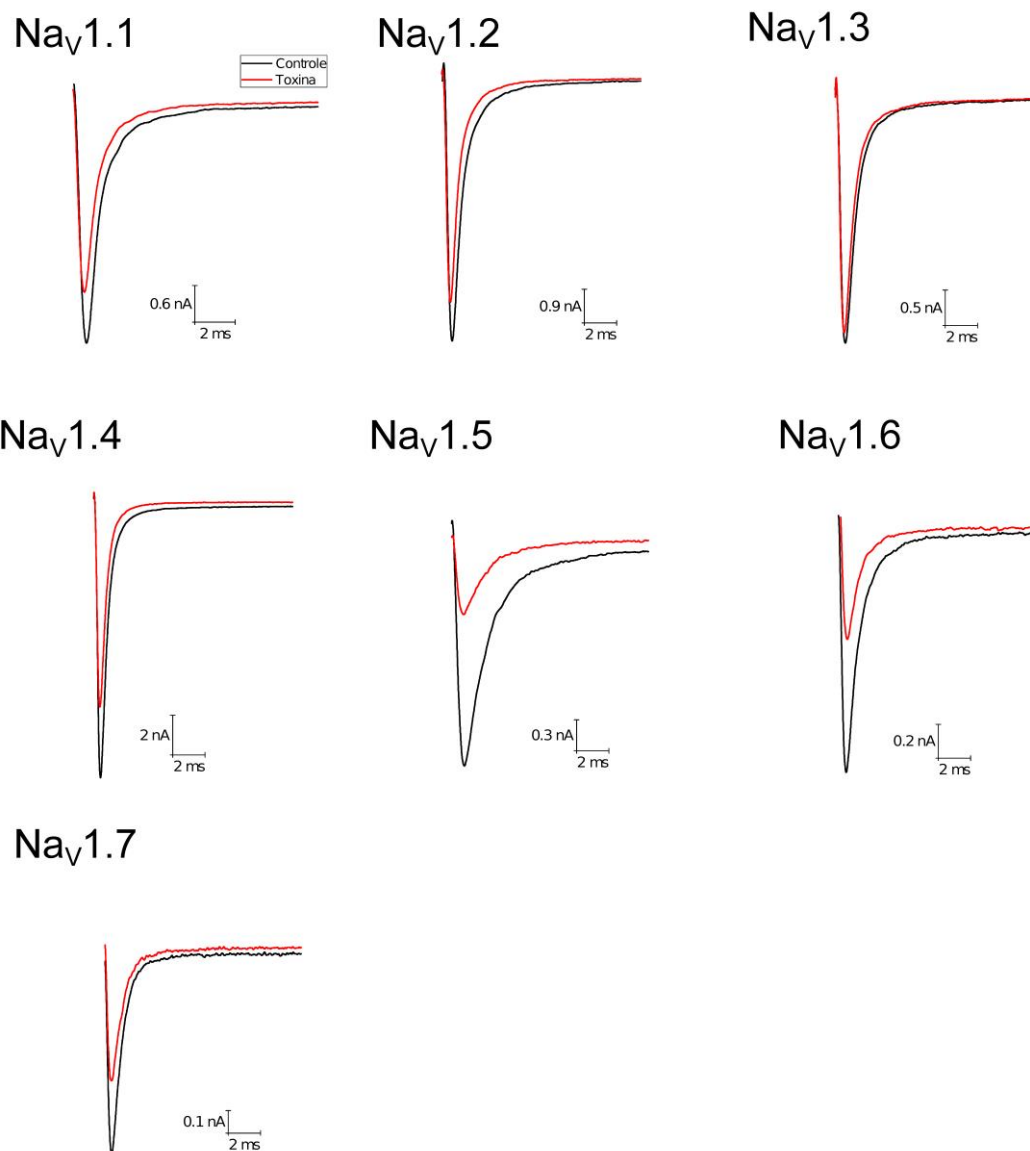 Nav1.1
Controle
Toxina
0.6 nA
2 ms
Nav1.2
0.9 nA
2 ms
Nav1.3
0.5 nA
2 ms
Nav1.4
2 nA
2 ms
Nav1.5
0.3 nA
2 ms
Nav1.6
0.2 nA
2 ms
Nav1.7
0.1 nA
2 ms